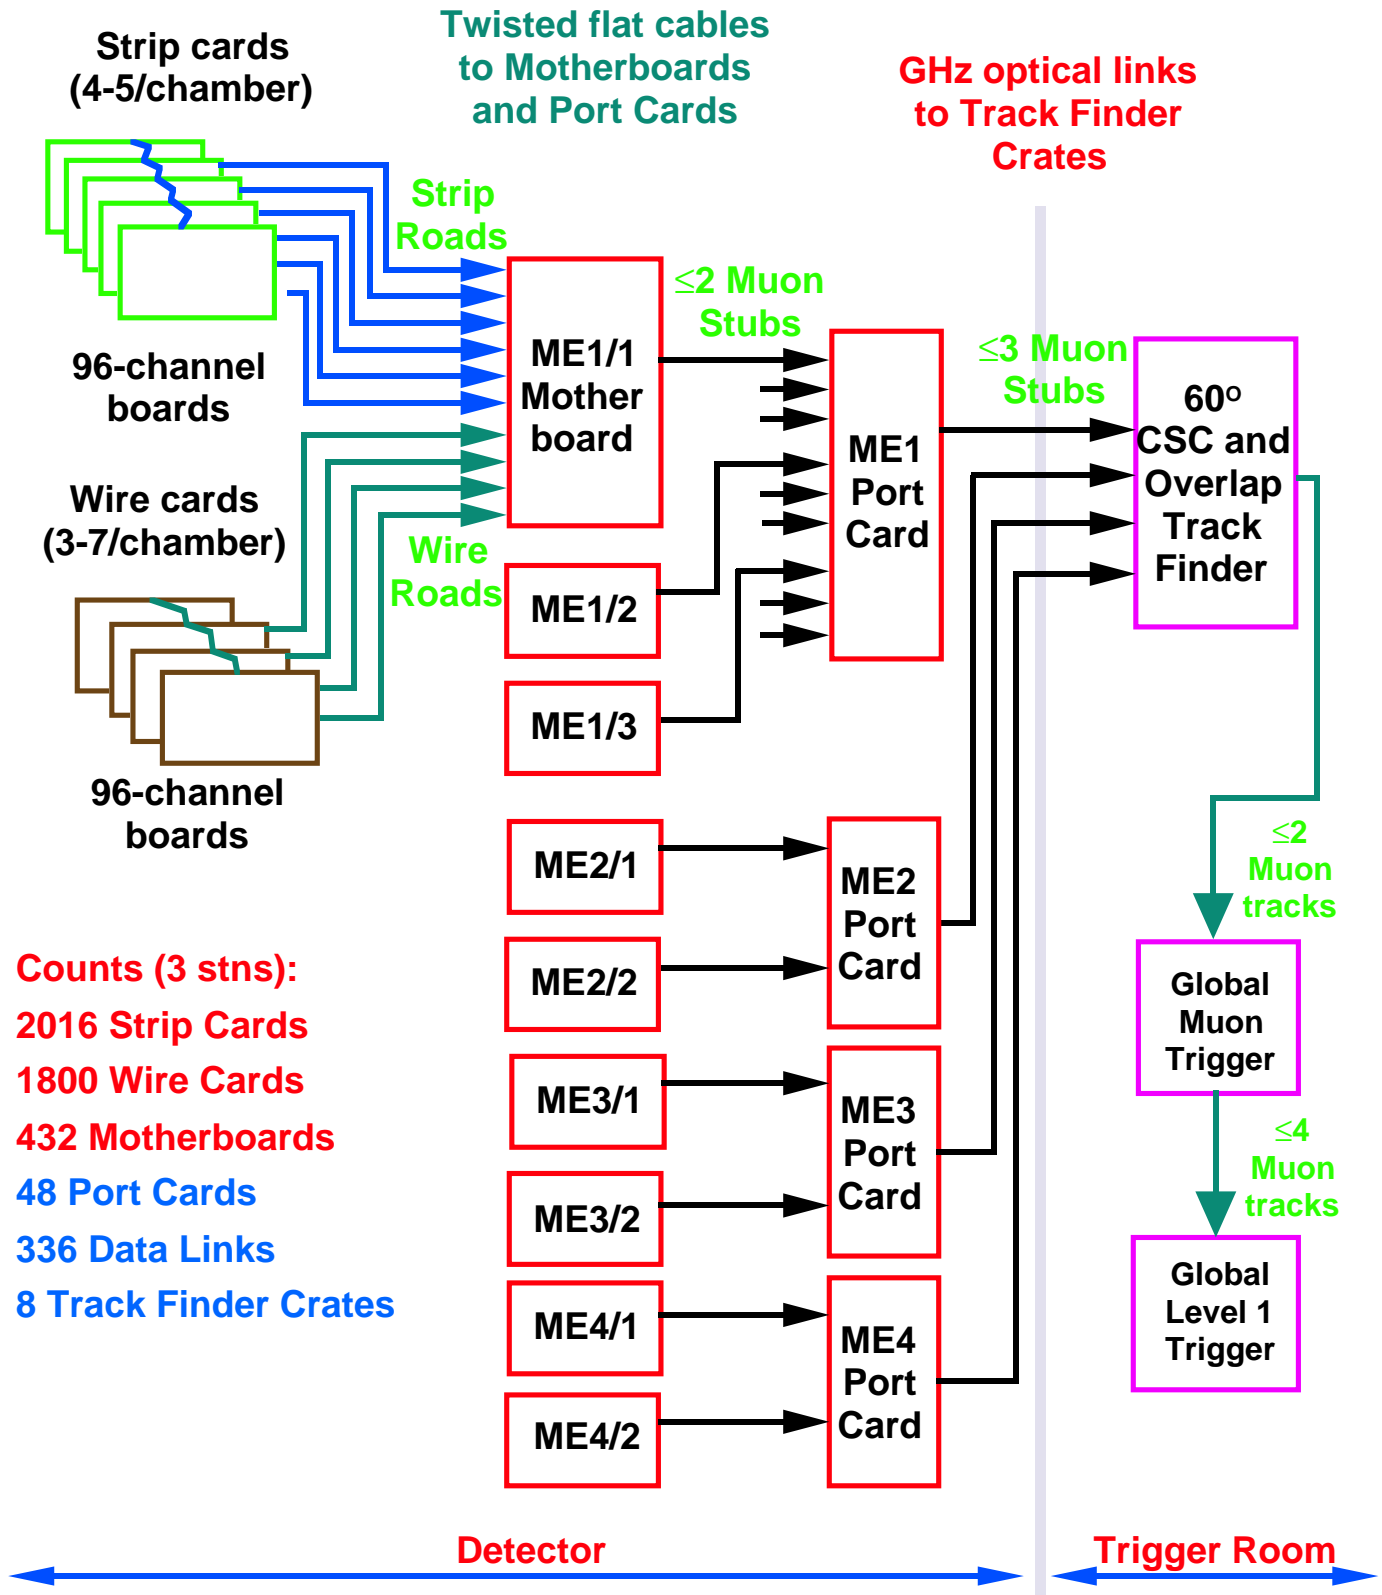 Strip cards
(4-5/chamber)
Twisted flat cables
to Motherboards
and Port Cards
GHz optical links
to Track Finder
Crates
Strip
Roads
96-channel
boards
Wire cards
(3-7/chamber)
Wire
Roads
96-channel
boards
ME1/1
Mother
board
≤2 Muon
Stubs
ME1/2
ME1/3
ME1
Port
Card
≤3 Muon
Stubs
60o
CSC and
Overlap
Track
Finder
ME2/1
ME2/2
ME2
Port
Card
ME3/1
ME3/2
ME3
Port
Card
ME4/1
ME4/2
ME4
Port
Card
≤2
Muon
tracks
Global
Muon
Trigger
≤4
Muon
tracks
Global
Level 1
Trigger
Counts (3 stns):
2016 Strip Cards
1800 Wire Cards
432 Motherboards
48 Port Cards
336 Data Links
8 Track Finder Crates
Detector
Trigger Room